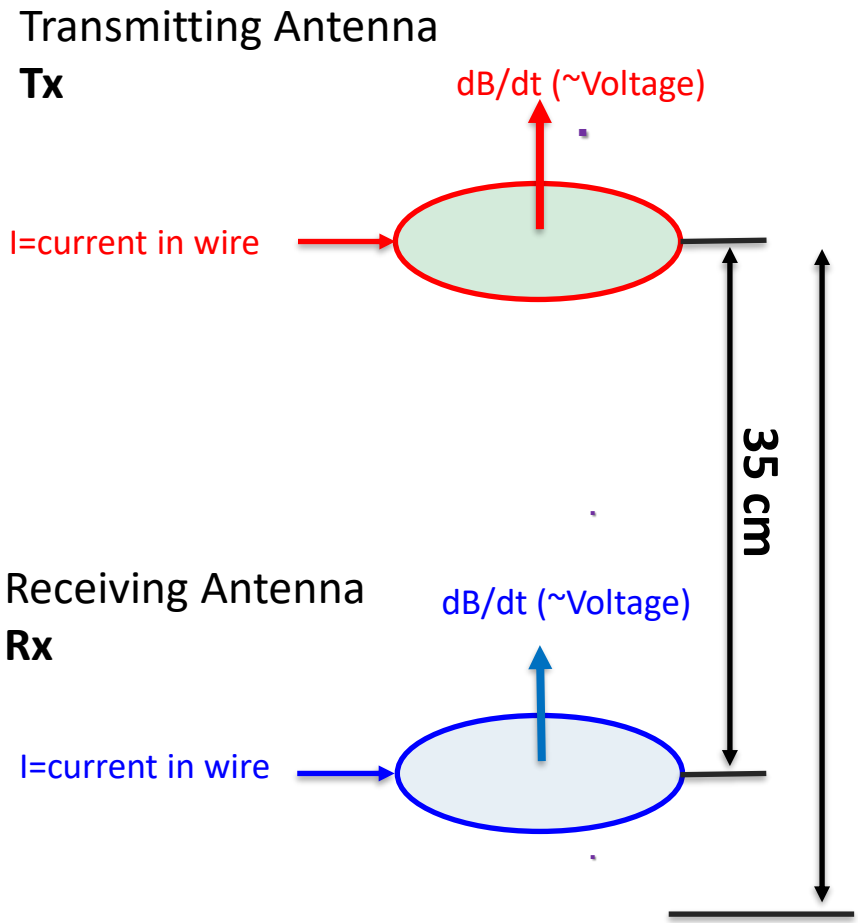 Transmitting Antenna
Tx
dB/dt (~Voltage)
I=current in wire
35 cm
Receiving Antenna
Rx
dB/dt (~Voltage)
I=current in wire